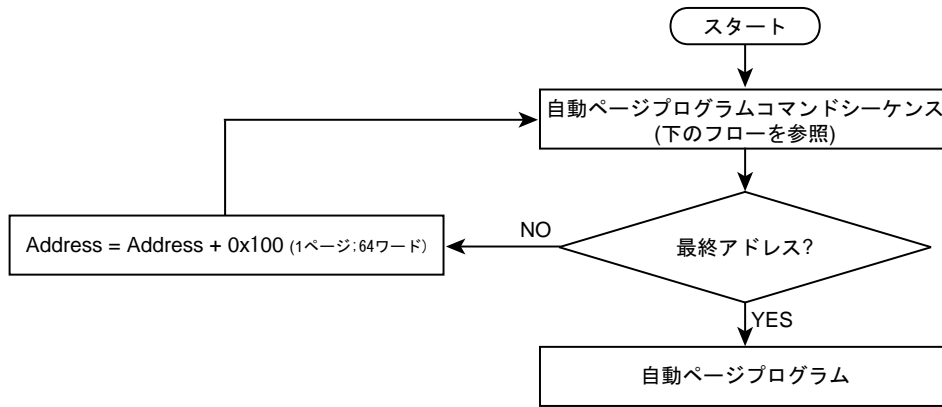 スタート
自動ページプログラムコマンドシーケンス
(下のフローを参照)
Address = Address + 0x100 (1ページ;64ワード)
NO
最終アドレス?
YES
自動ページプログラム